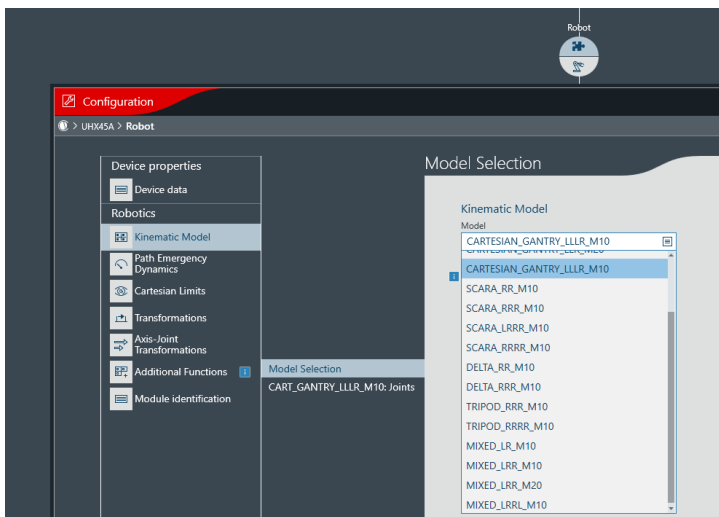 Robot
Configuration
> UHX45A > Robot
Device properties
Device data
Robotics
Kinematic Model
Path Emergency
Dynamics
Cartesian Limits
Transformations
Axis-Joint
Transformations
Additional Functions
Module identification
Model Selection
CART_GANTRY_LLLR_M10: Joints
Model Selection
Kinematic Model
Model
CARTESIAN_GANTRY_LLLR_M10
CARTESIAN_GANTRY_LLR_M20
CARTESIAN_GANTRY_LLLR_M10
SCARA_RR_M10
SCARA_RRR_M10
SCARA_LRRR_M10
SCARA_RRRR_M10
DELTA_RR_M10
DELTA_RRR_M10
TRIPOD_RRR_M10
TRIPOD_RRRR_M10
MIXED_LR_M10
MIXED_LRR_M10
MIXED_LRR_M20
MIXED_LRRL_M10